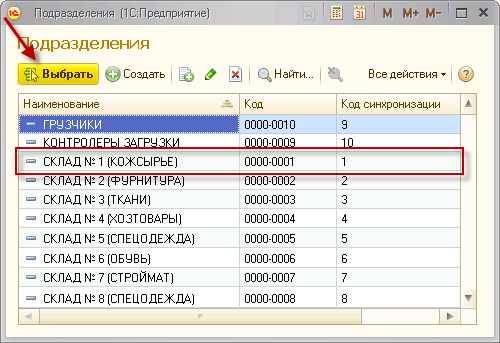 1С Подразделения (1С:Предприятие) 31 M M+ M-
Подразделения
Выбрать Создать Найти... Все действия ?
Наименование Код Код синхронизации
ГРУЗЧИКИ 0000-0010 9
КОНТРОЛЕРЫ ЗАГРУЗКИ 0000-0009 10
СКЛАД № 1 (КОЖСЫРЬЕ) 0000-0001 1
СКЛАД № 2 (ФУРНИТУРА) 0000-0002 2
СКЛАД № 3 (ТКАНИ) 0000-0003 3
СКЛАД № 4 (ХОЗТОВАРЫ) 0000-0004 4
СКЛАД № 5 (СПЕЦОДЕЖДА) 0000-0005 5
СКЛАД № 6 (ОБУВЬ) 0000-0006 6
СКЛАД № 7 (СТРОЙМАТ) 0000-0007 7
СКЛАД № 8 (СПЕЦОДЕЖДА) 0000-0008 8